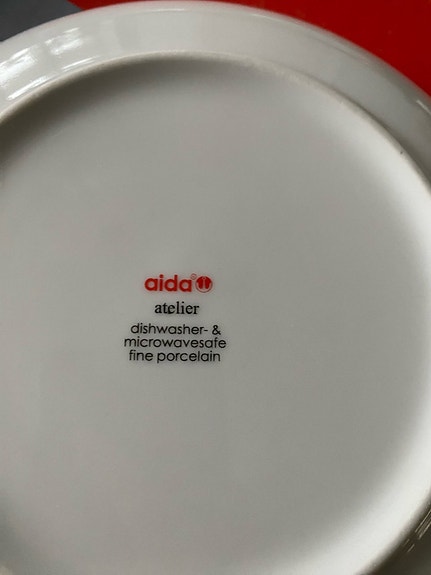 aida®
atelier
dishwasher- &
microwavesafe
fine porcelain